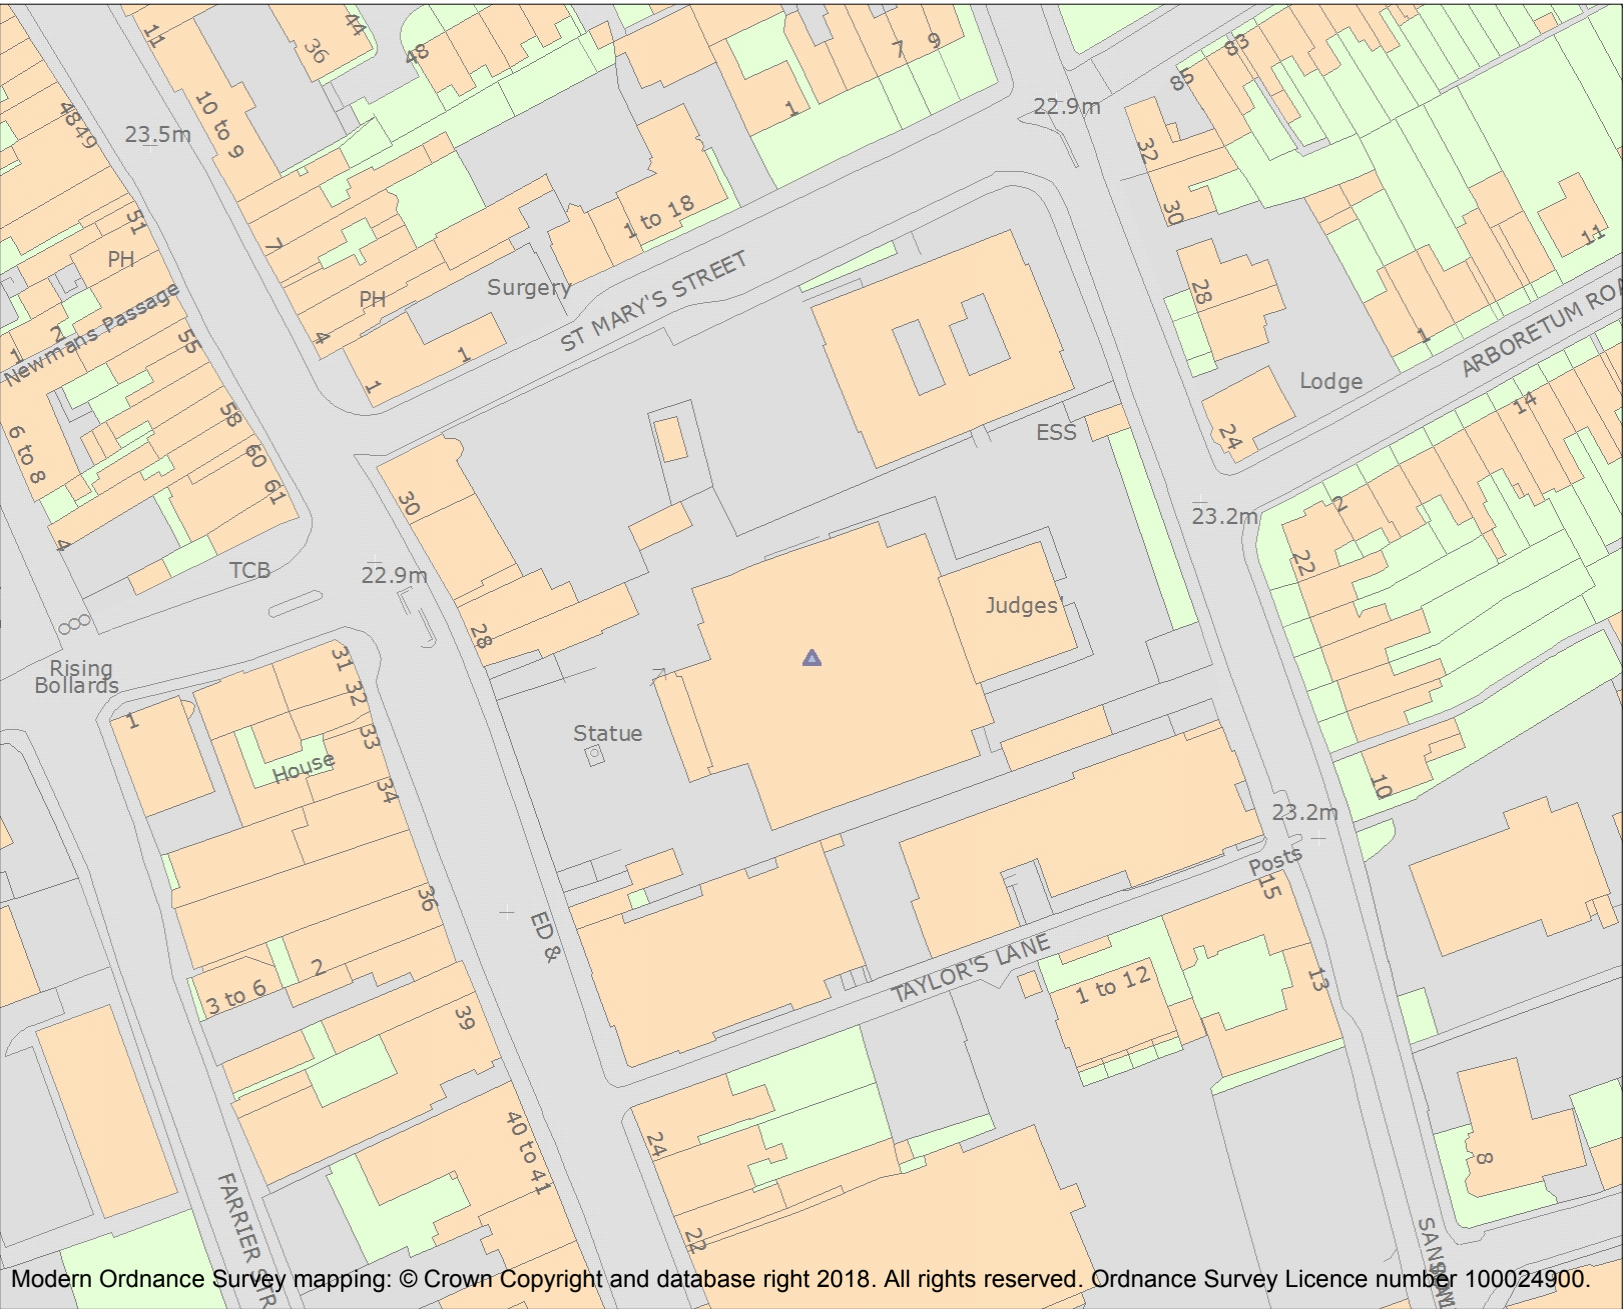 11
36
44
48
7
9
1
22.9m
85
83
48 49
23.5m
10 to 9
32
30
51
PH
7
1 to 18
11
Surgery
ST MARY'S STREET
28
Newmans Passage
PH
2
1
55
4
1
1
1
Lodge
ARBORETUM
58
6 to 8
60
61
30
ESS
24
14
2
23.2m
4
TCB
22.9m
22
Judges'
28
Rising
Bollards
31
32
33
34
1
House
Statue
10
23.2m
Posts
15
36
ED &
TAYLOR'S LANE
1 to 12
13
2
3 to 6
39
40 to 41
24
8
22
FARRIER STR
Modern Ordnance Survey mapping: © Crown Copyright and database right 2018. All rights reserved. Ordnance Survey Licence number 100024900.